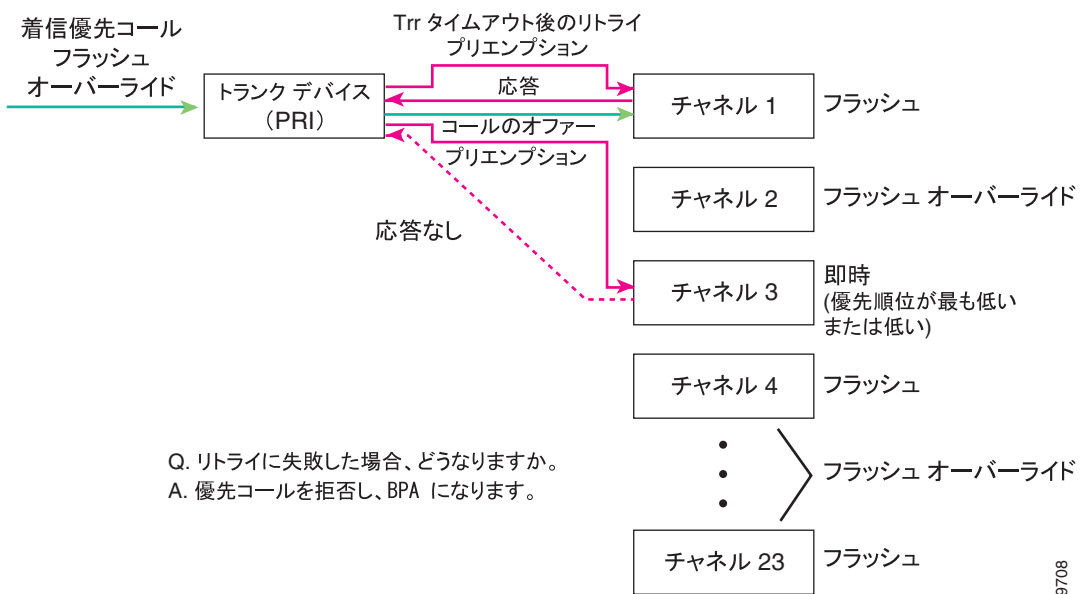 着信優先コール
フラッシュ
オーバーライド
トランク デバイス
（PRI）
Trr タイムアウト後のリトライ
プリエンプション
応答
コールのオファー
プリエンプション
応答なし
チャネル 1
フラッシュ
チャネル 2
フラッシュ オーバーライド
チャネル 3
即時
(優先順位が最も低い
または低い)
チャネル 4
フラッシュ
フラッシュ オーバーライド
Q. リトライに失敗した場合、どうなりますか。
A. 優先コールを拒否し、BPA になります。
チャネル 23
フラッシュ
9708